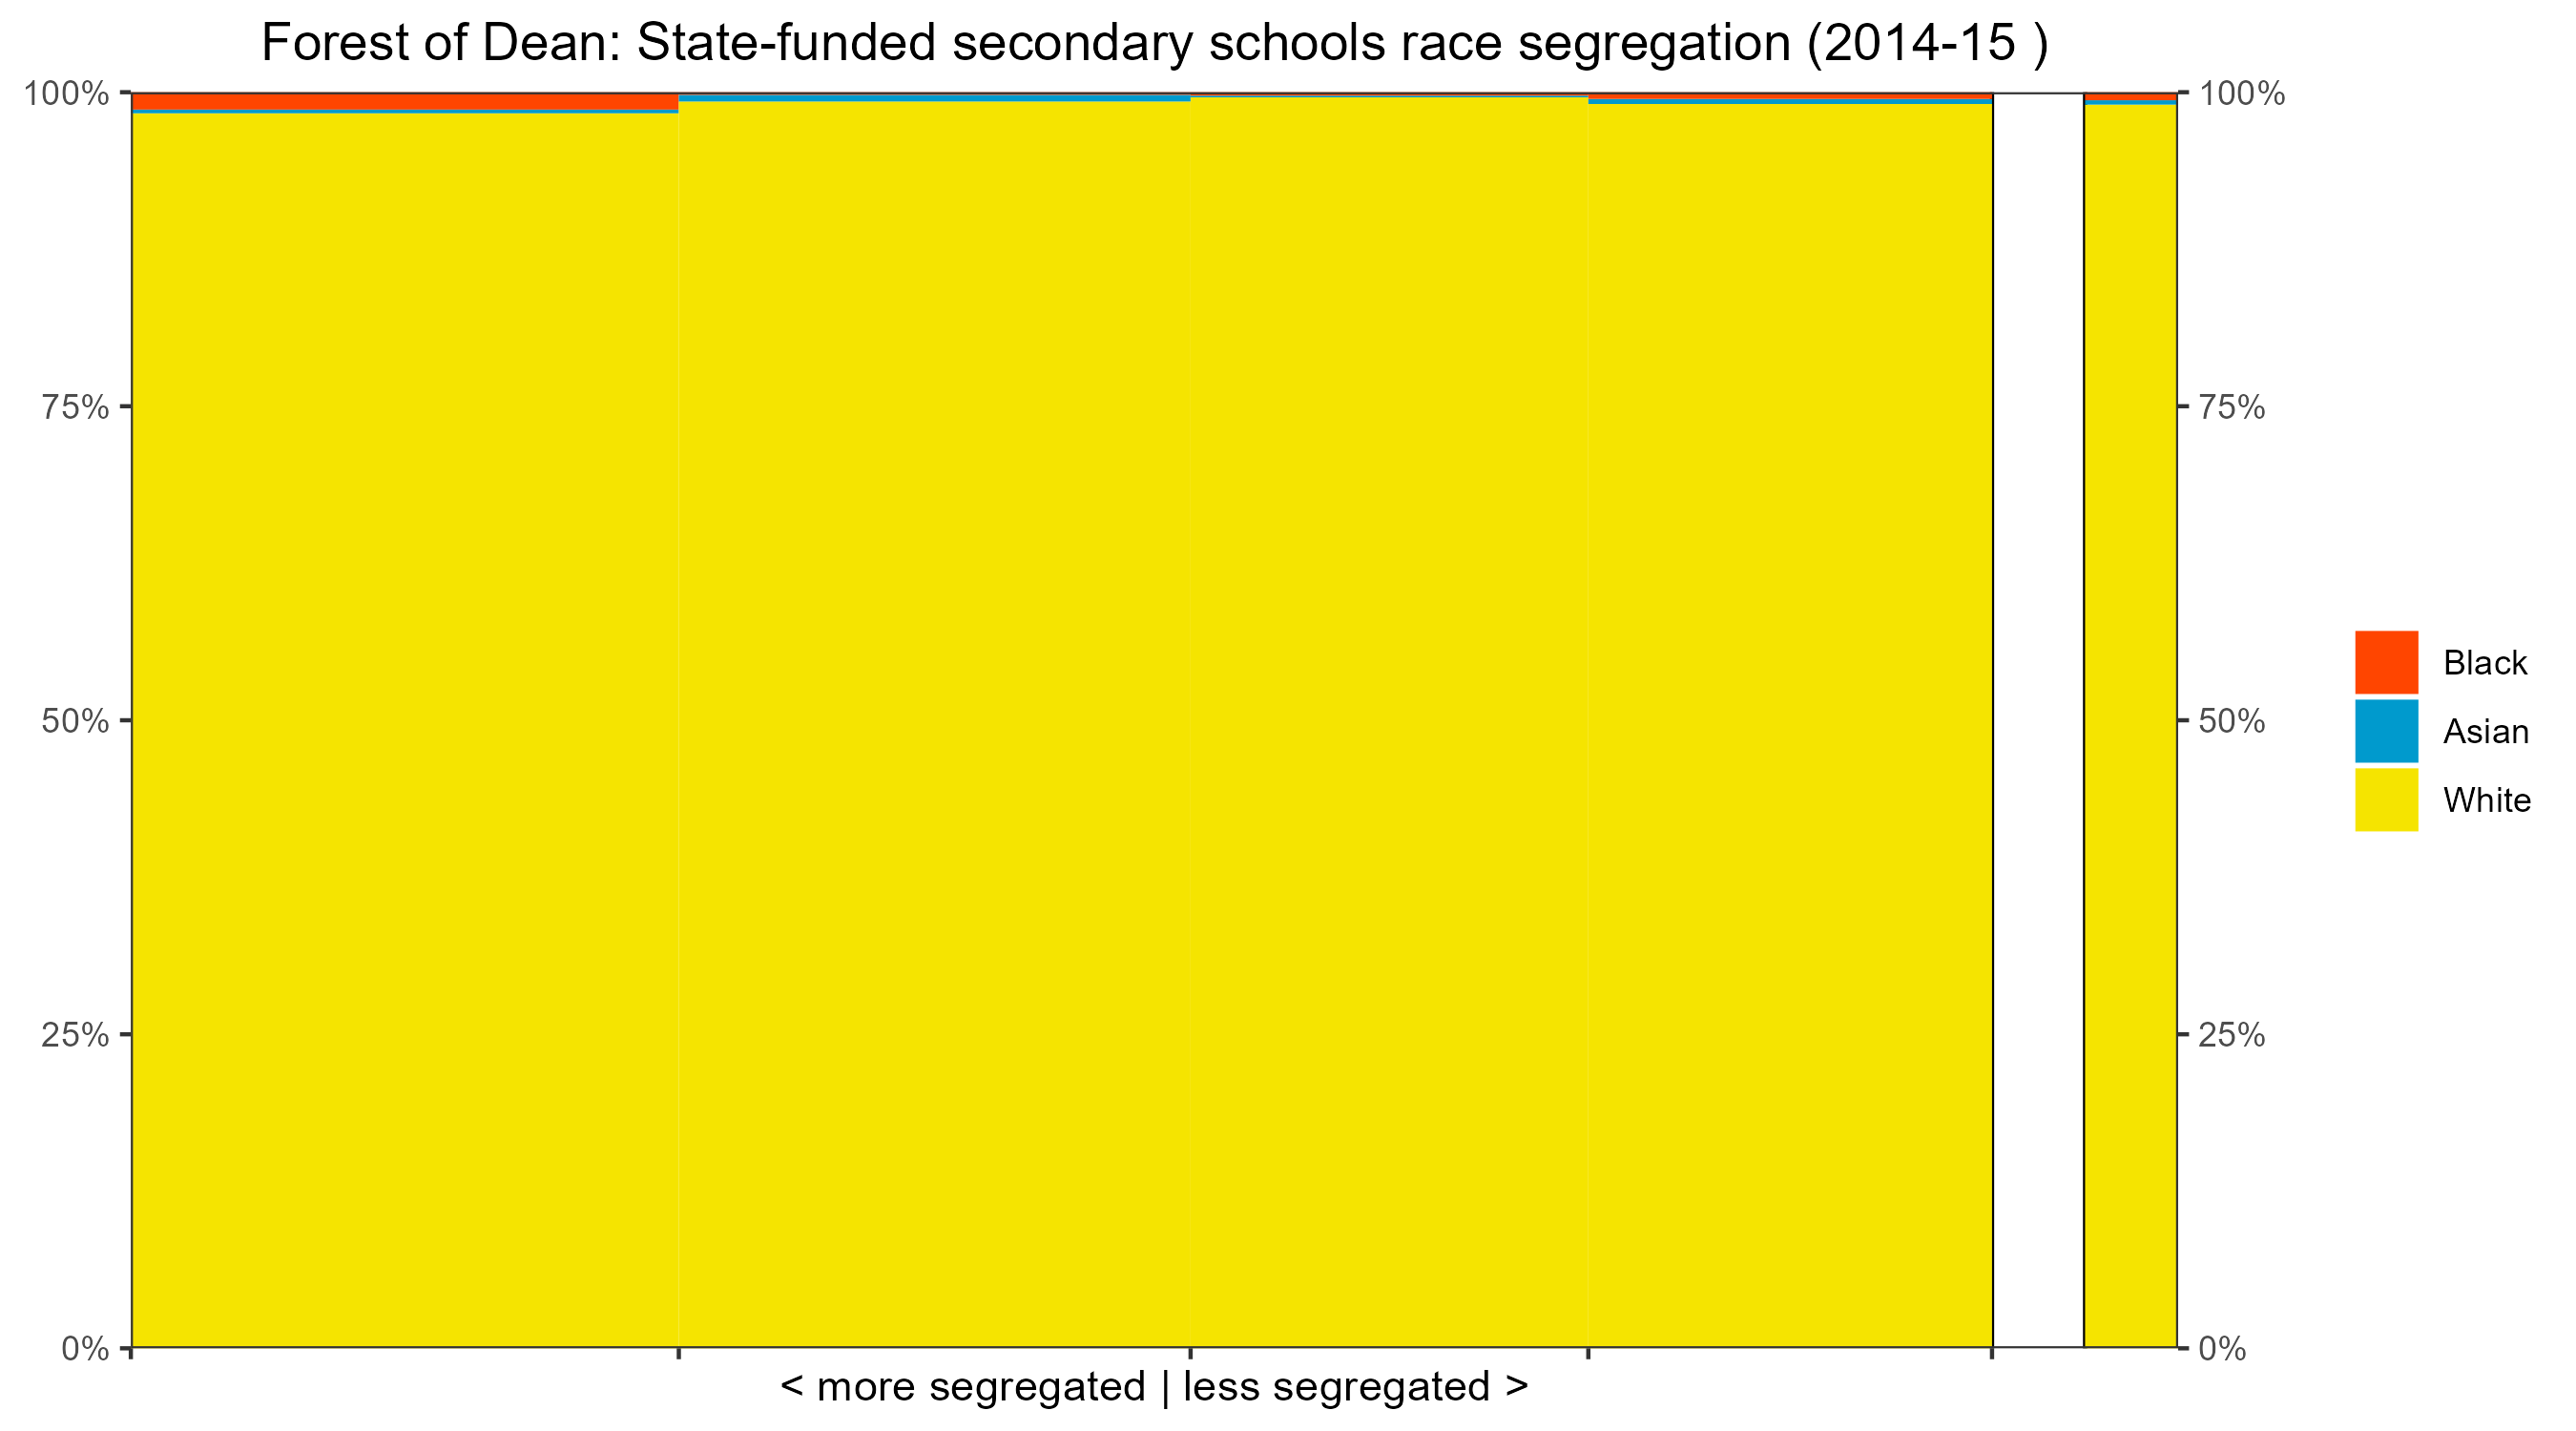 Forest of Dean: State-funded secondary schools race segregation (2014-15 )
100%
75%
50%
25%
0%
100%
75%
50%
25%
0%
Black
Asian
White
< more segregated | less segregated >